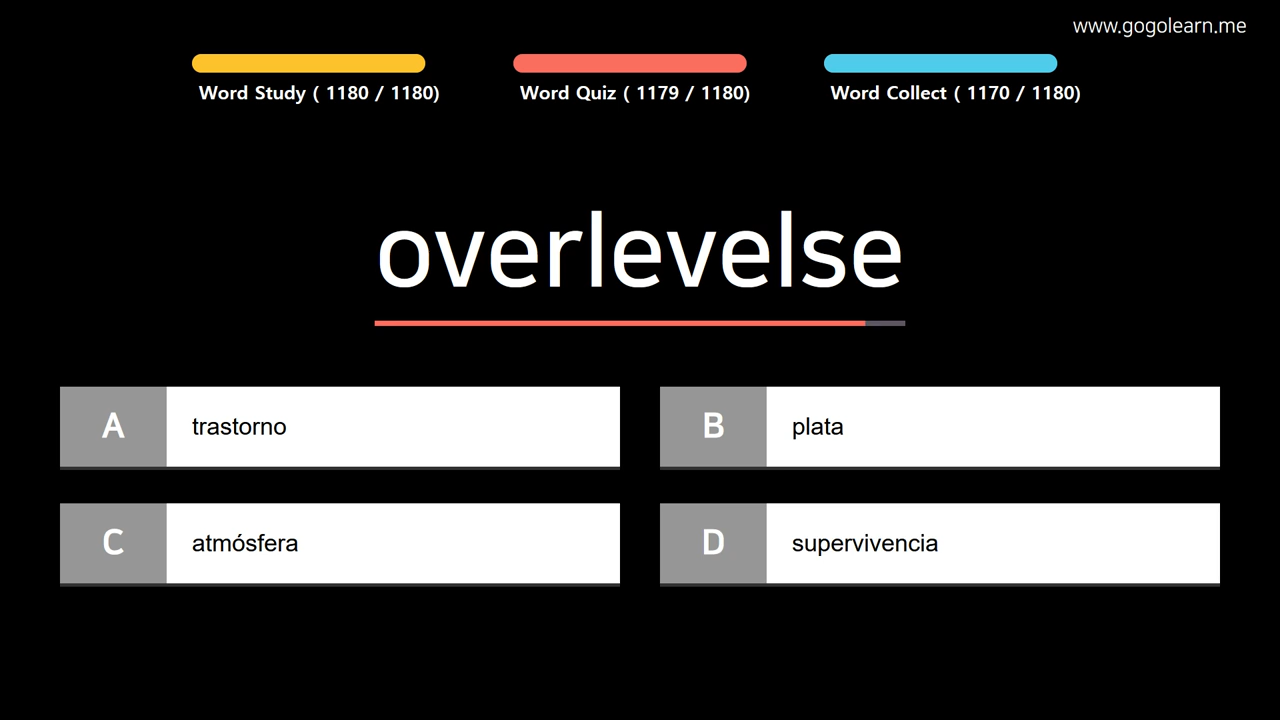 www.gogolearn.me
Word Study ( 1180 / 1180)
Word Quiz ( 1179 / 1180)
Word Collect ( 1170 / 1180)
overlevelse
A trastorno
B plata
C atmósfera
D supervivencia